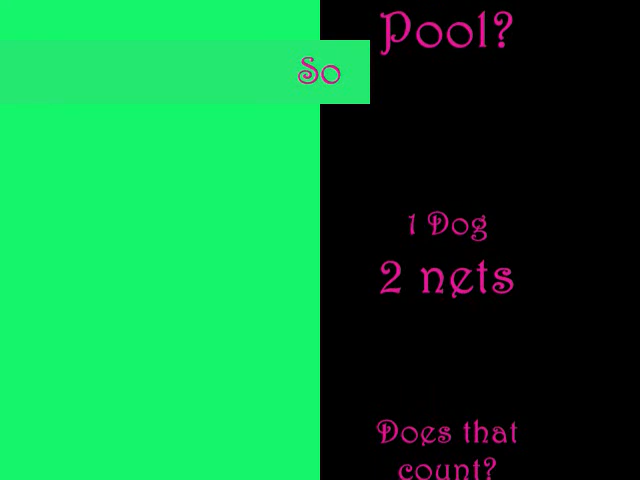 Pool?
So
1 Dog
2 nets
Does that
count?